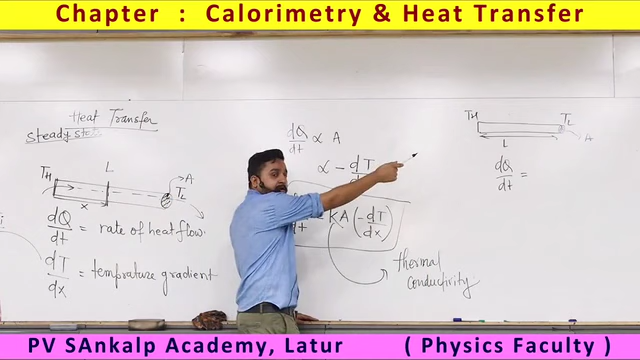 Chapter : Calorimetry & Heat Transfer
Heat Transfer
Steady state
TH L A
TL
x
dQ/dt = rate of heat flow.
dT/dx = temprature gradient
dQ/dt ∝ A
∝ - dT
dt = KA (-dT/dx)
thermal
conductivity.
TH TL
L A
dQ/dt =
PV SAnkalp Academy, Latur ( Physics Faculty )